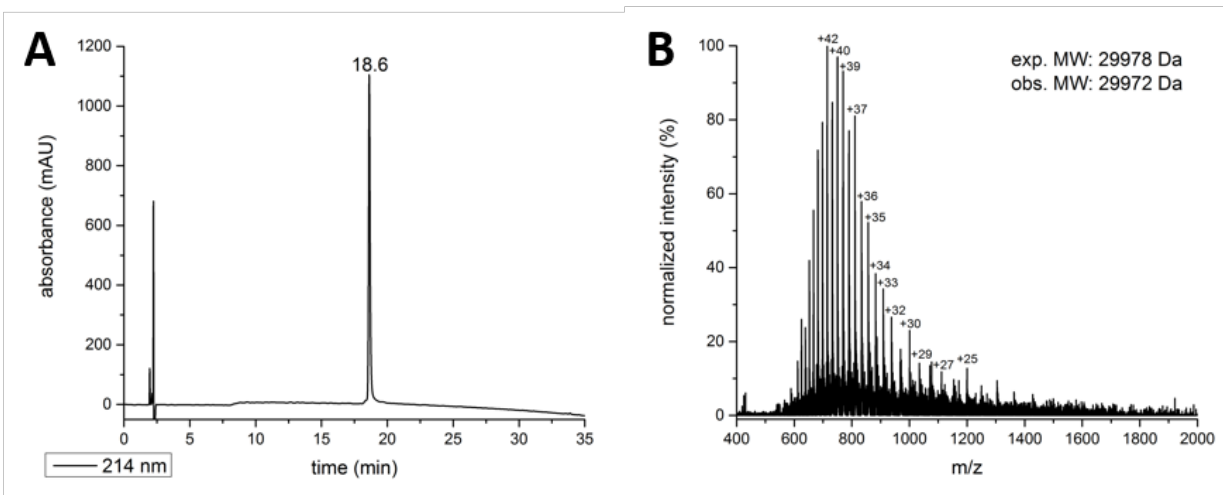 A
1200
1000
800
600
400
200
0
absorbance (mAU)
18.6
0 5 10 15 20 25 30 35
time (min)
214 nm
B
100
80
60
40
20
0
normalized intensity (%)
exp. MW: 29978 Da
obs. MW: 29972 Da
+42
+40
+39
+37
+36
+35
+34
+33
+32
+30
+29
+27
+25
400 600 800 1000 1200 1400 1600 1800 2000
m/z